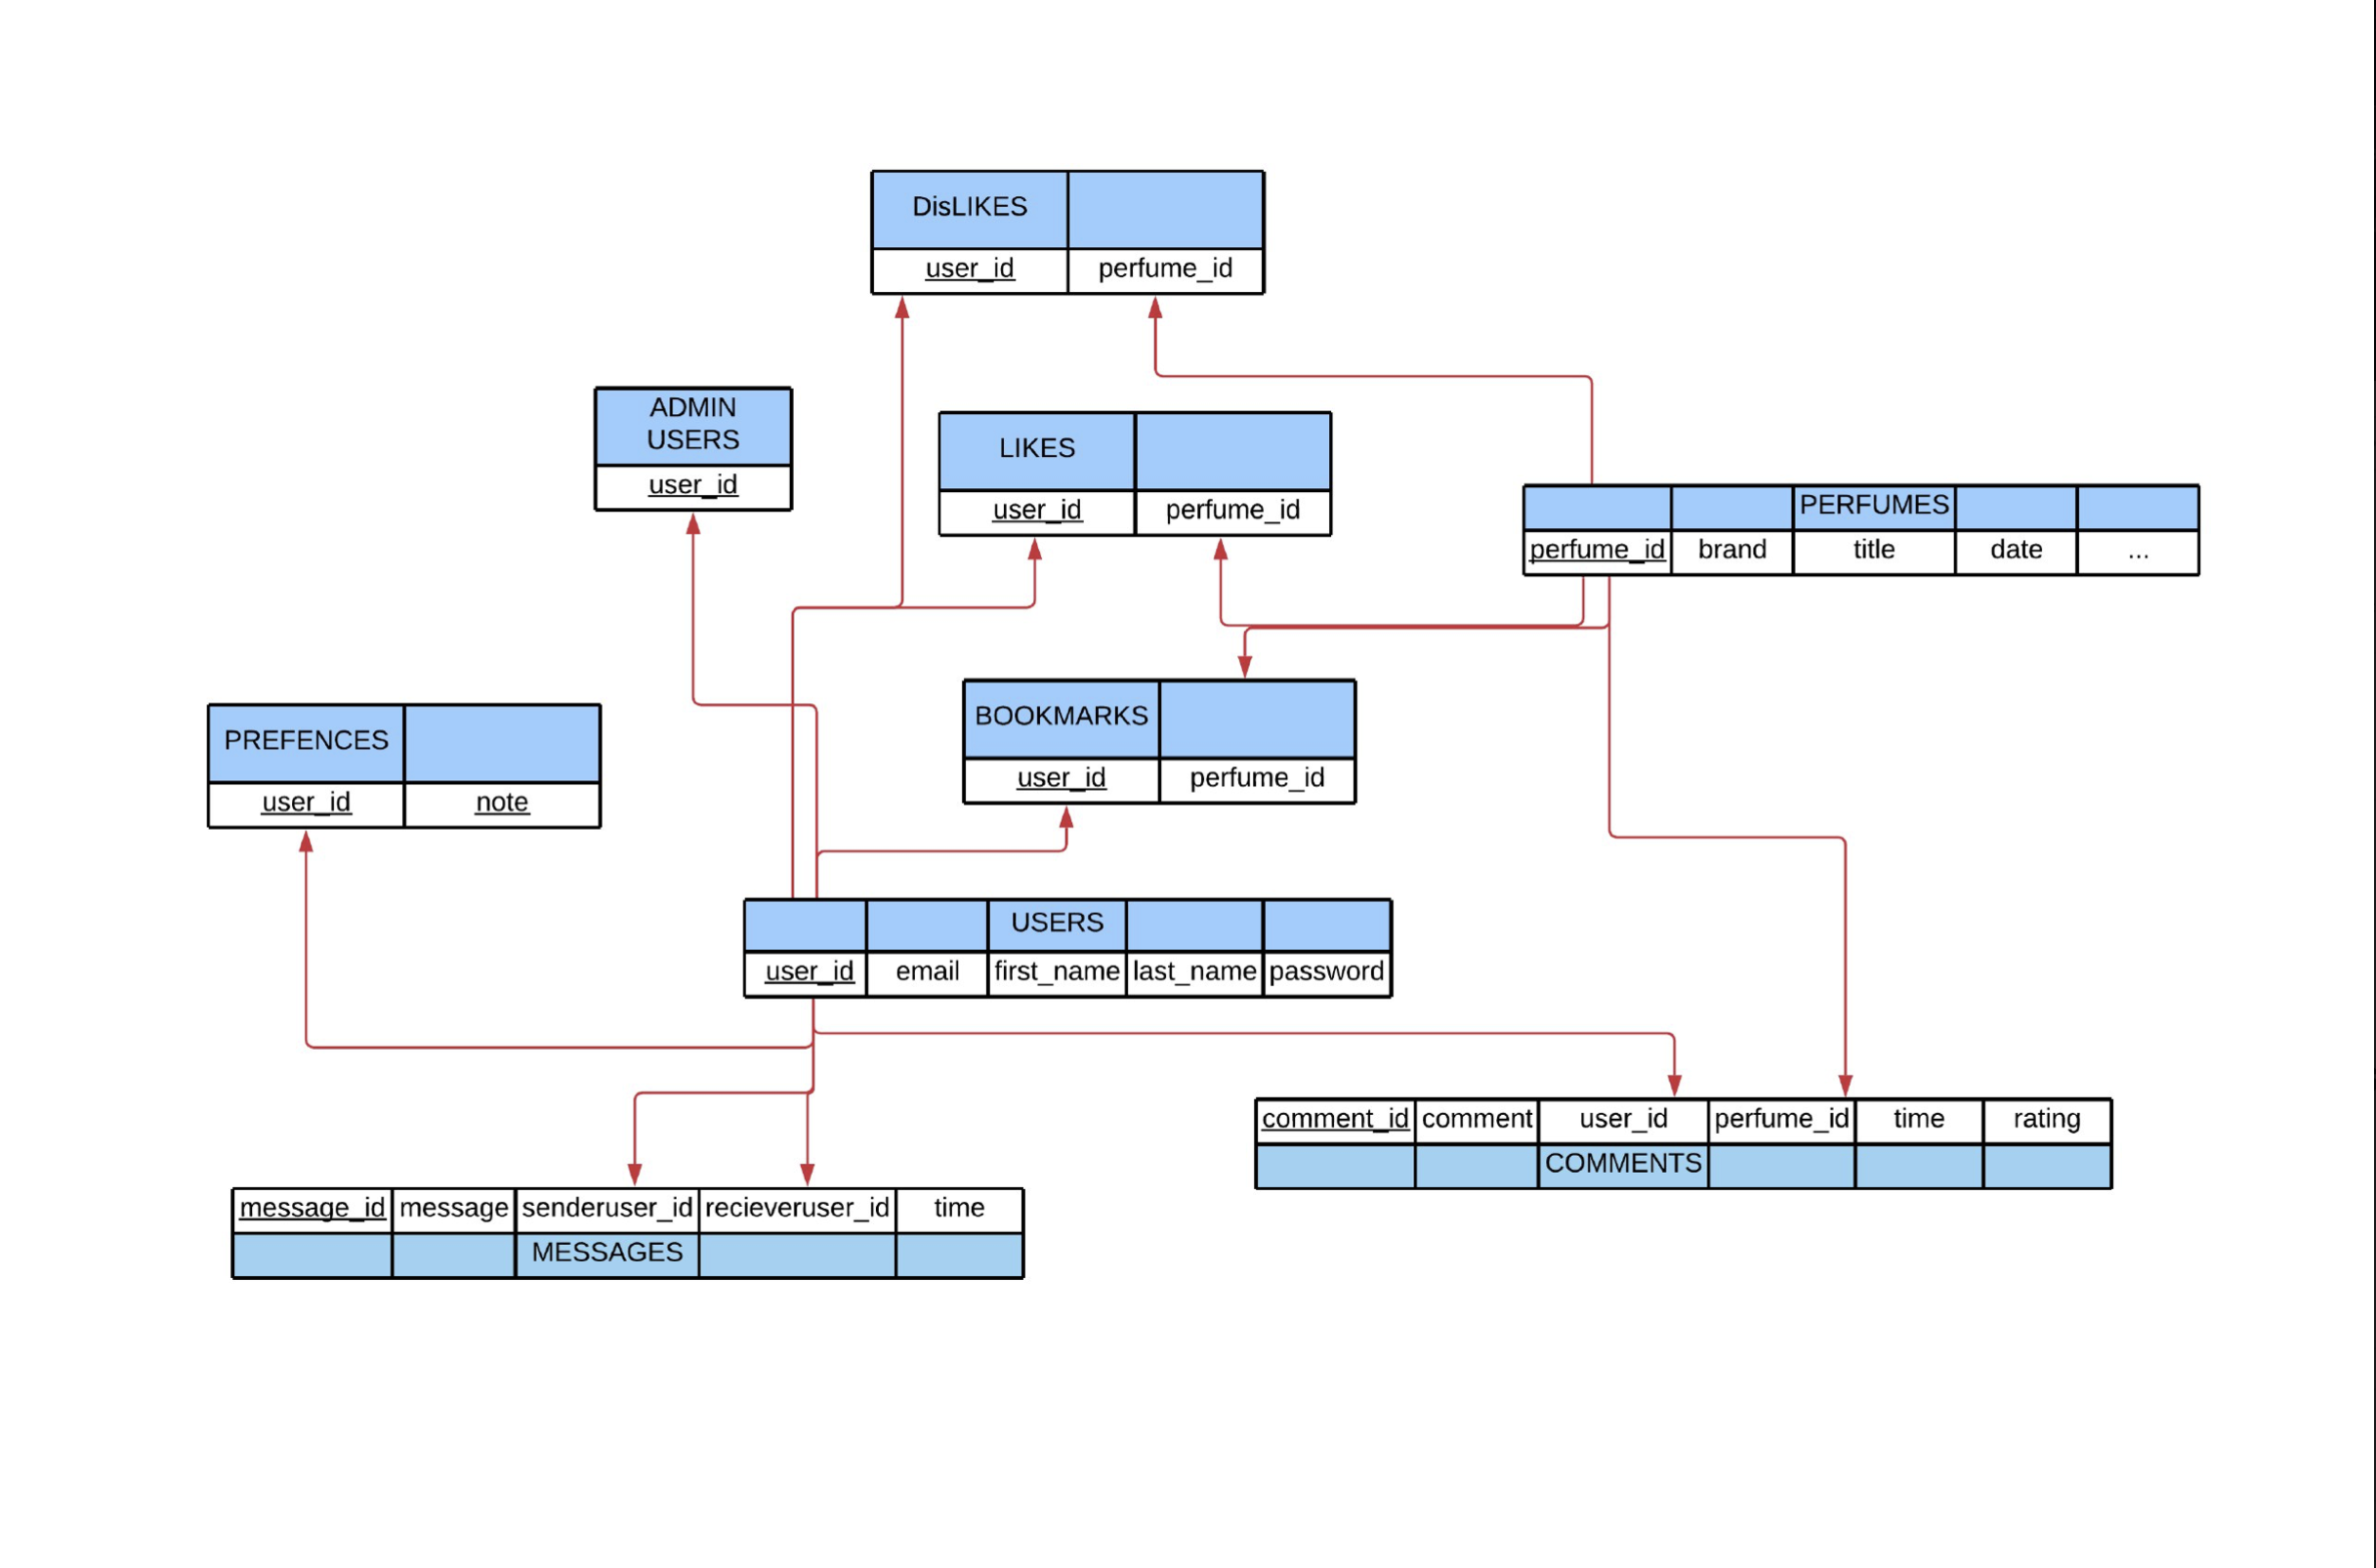 DisLIKES
user_id perfume_id
ADMIN
USERS
user_id
LIKES
user_id perfume_id
PERFUMES
perfume_id brand title date ...
PREFENCES
user_id note
BOOKMARKS
user_id perfume_id
USERS
user_id email first_name last_name password
comment_id comment user_id perfume_id time rating
COMMENTS
message_id message senderuser_id recieveruser_id time
MESSAGES